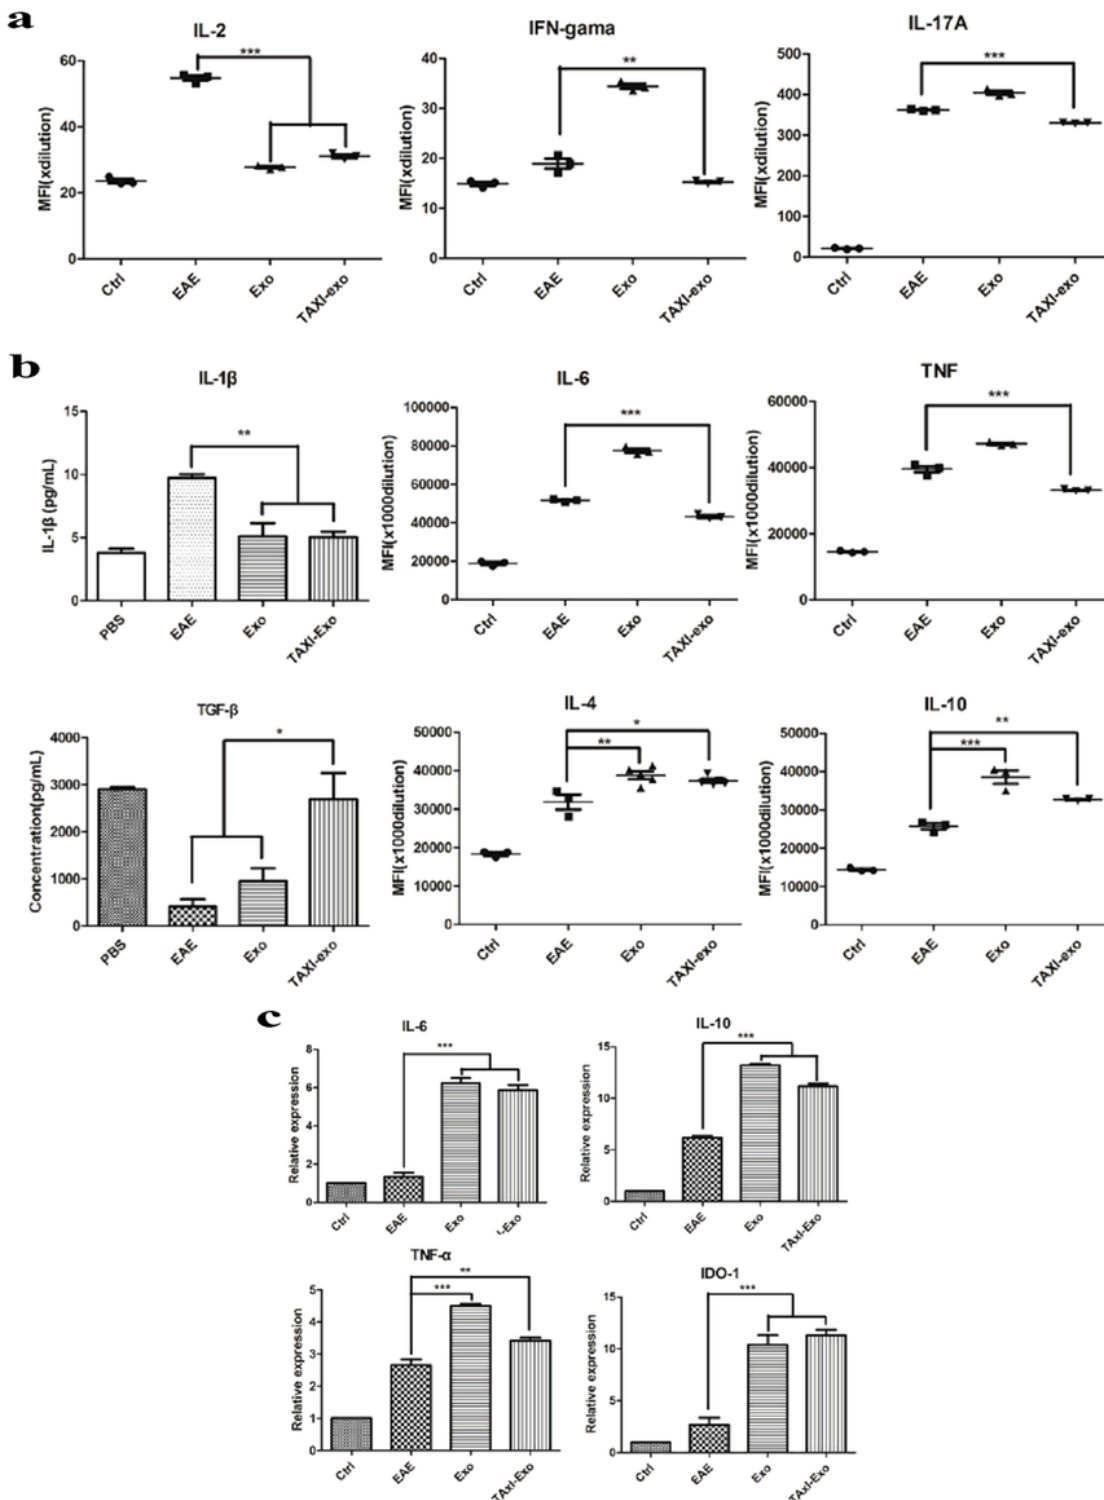 a
IL-2
IFN-gama
IL-17A
MFI(xdilution)
60
40
20
0
***
Ctrl
EAE
Exo
TAXI-exo
MFI(xdilution)
40
30
20
10
0
**
Ctrl
EAE
Exo
TAXI-exo
MFI(xdilution)
500
400
300
200
100
0
***
Ctrl
EAE
Exo
TAXI-exo
b
IL-1β
IL-6
TNF
IL-1β (pg/mL)
15
10
5
0
**
PBS
EAE
Exo
TAXI-Exo
MFI(x1000dilution)
100000
80000
60000
40000
20000
0
***
Ctrl
EAE
Exo
TAXI-exo
MFI(x1000dilution)
60000
40000
20000
0
***
Ctrl
EAE
Exo
TAXI-exo
TGF-β
IL-4
IL-10
Concentration(pg/mL)
4000
3000
2000
1000
0
*
PBS
EAE
Exo
TAXI-exo
MFI(x1000dilution)
50000
40000
30000
20000
10000
0
*
**
Ctrl
EAE
Exo
TAXI-exo
MFI(x1000dilution)
50000
40000
30000
20000
10000
0
**
***
Ctrl
EAE
Exo
TAXI-exo
c
IL-6
IL-10
Relative expression
8
6
4
2
0
***
Ctrl
EAE
Exo
-Exo
Relative expression
15
10
5
0
***
Ctrl
EAE
Exo
TAxI-Exo
TNF-α
IDO-1
Relative expression
5
4
3
2
1
0
**
***
Ctrl
EAE
Exo
TAxI-Exo
Relative expression
15
10
5
0
***
Ctrl
EAE
Exo
TAxI-Exo